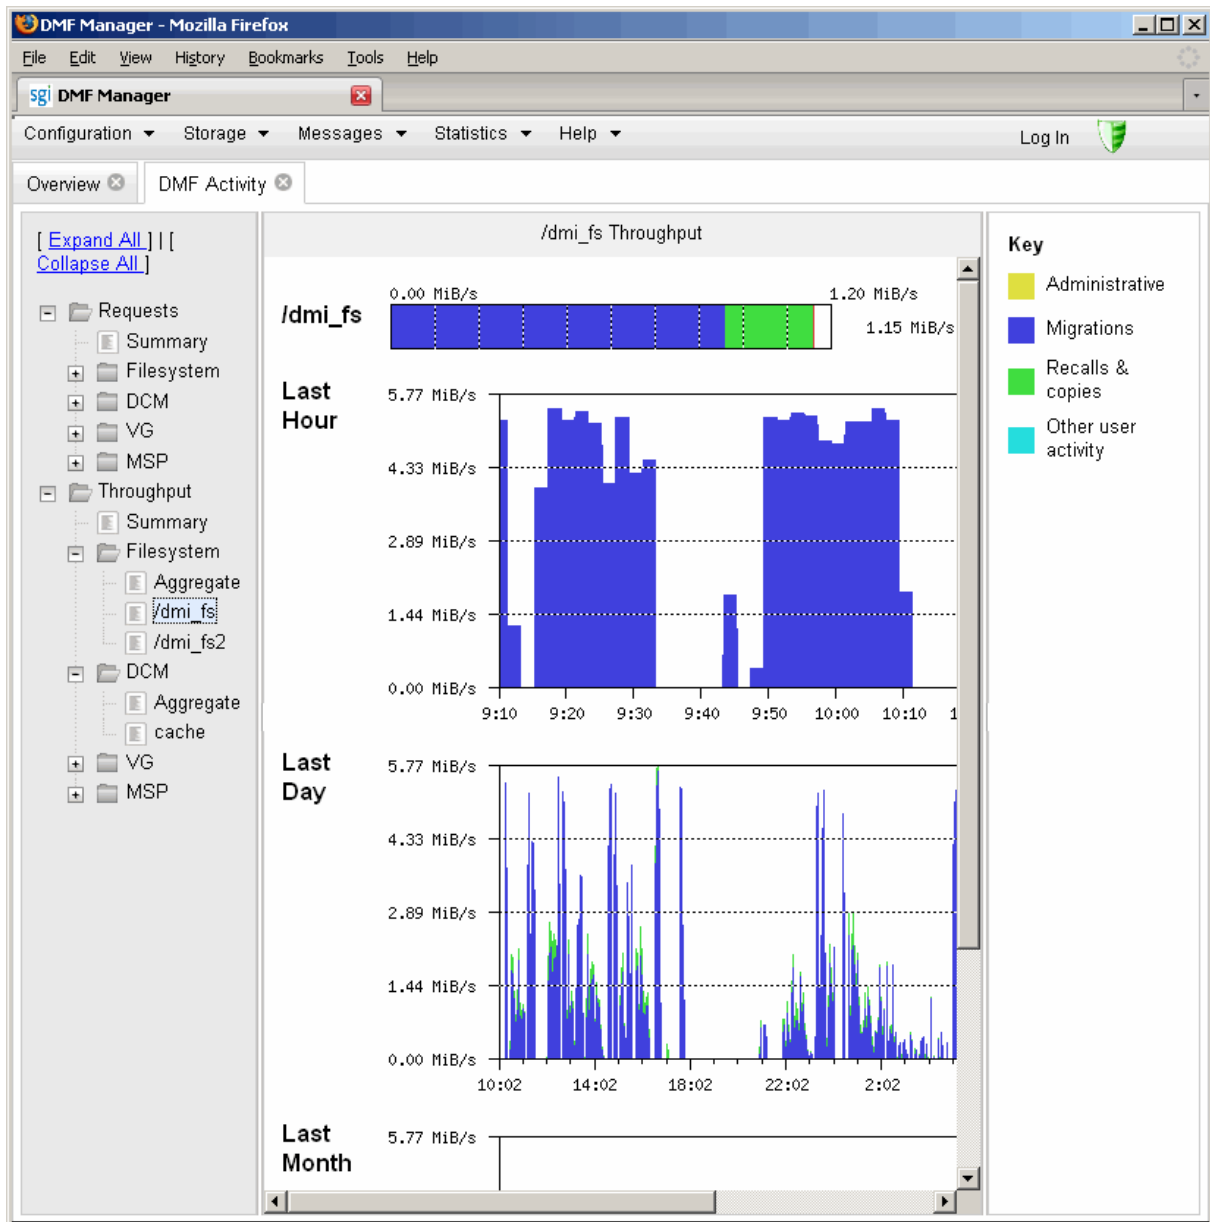 DMF Manager - Mozilla Firefox
File Edit View History Bookmarks Tools Help
sgi DMF Manager
Configuration Storage Messages Statistics Help Log In
Overview DMF Activity
[ Expand All ] | [
Collapse All ]
Requests
Summary
Filesystem
DCM
VG
MSP
Throughput
Summary
Filesystem
Aggregate
/dmi_fs
/dmi_fs2
DCM
Aggregate
cache
VG
MSP
/dmi_fs Throughput
0.00 MiB/s 1.20 MiB/s
/dmi_fs
1.15 MiB/s
Last
Hour
5.77 MiB/s
4.33 MiB/s
2.89 MiB/s
1.44 MiB/s
0.00 MiB/s
9:10 9:20 9:30 9:40 9:50 10:00 10:10 1
Last
Day
5.77 MiB/s
4.33 MiB/s
2.89 MiB/s
1.44 MiB/s
0.00 MiB/s
10:02 14:02 18:02 22:02 2:02
Last
Month
5.77 MiB/s
Key
Administrative
Migrations
Recalls &
copies
Other user
activity